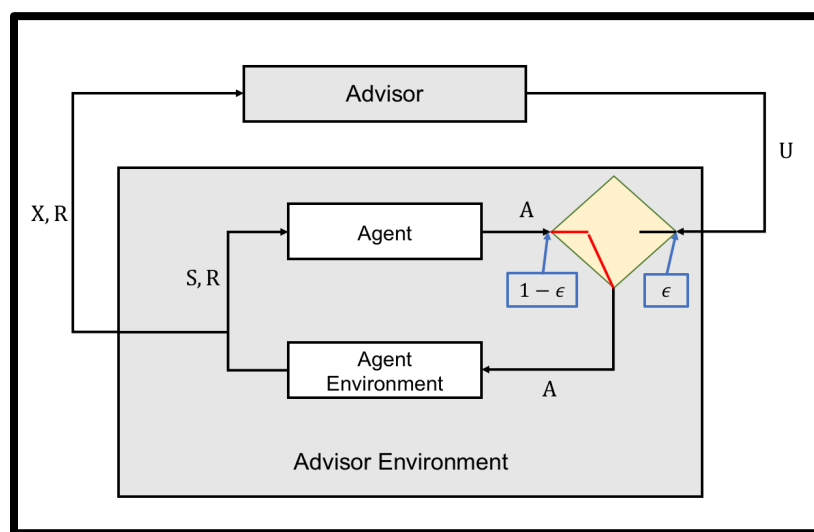 Advisor
U
X, R
A
Agent
S, R
1 − ϵ
ϵ
Agent
Environment
A
Advisor Environment